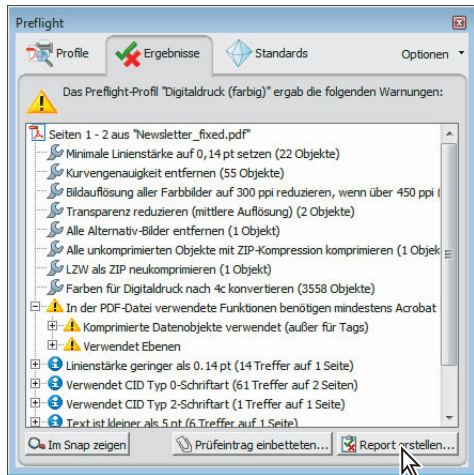 Preflight
Profile
Ergebnisse
Standards
Optionen
Das Preflight-Profil "Digitaldruck (farbig)" ergab die folgenden Warnungen:
Seiten 1 - 2 aus "Newsletter_fixed.pdf"
Minimale Linienstärke auf 0,14 pt setzen (22 Objekte)
Kurvengenauigkeit entfernen (55 Objekte)
Bildauflösung aller Farbbilder auf 300 ppi reduzieren, wenn über 450 ppi (
Transparenz reduzieren (mittlere Auflösung) (2 Objekte)
Alle Alternativ-Bilder entfernen (1 Objekt)
Alle unkomprimierten Objekte mit ZIP-Kompression komprimieren (1 Objek
LZW als ZIP neukomprimieren (1 Objekt)
Farben für Digitaldruck nach 4c konvertieren (3558 Objekte)
In der PDF-Datei verwendete Funktionen benötigen mindestens Acrobat
Komprimierte Datenobjekte verwendet (außer für Tags)
Verwendet Ebenen
Linienstärke geringer als 0.14 pt (14 Treffer auf 1 Seite)
Verwendet CID Typ 0-Schriftart (61 Treffer auf 2 Seiten)
Verwendet CID Typ 2-Schriftart (1 Treffer auf 1 Seite)
Text ist kleiner als 5 pt (6 Treffer auf 1 Seite)
Im Snap zeigen
Prüfeintrag einbetteten...
Report erstellen...